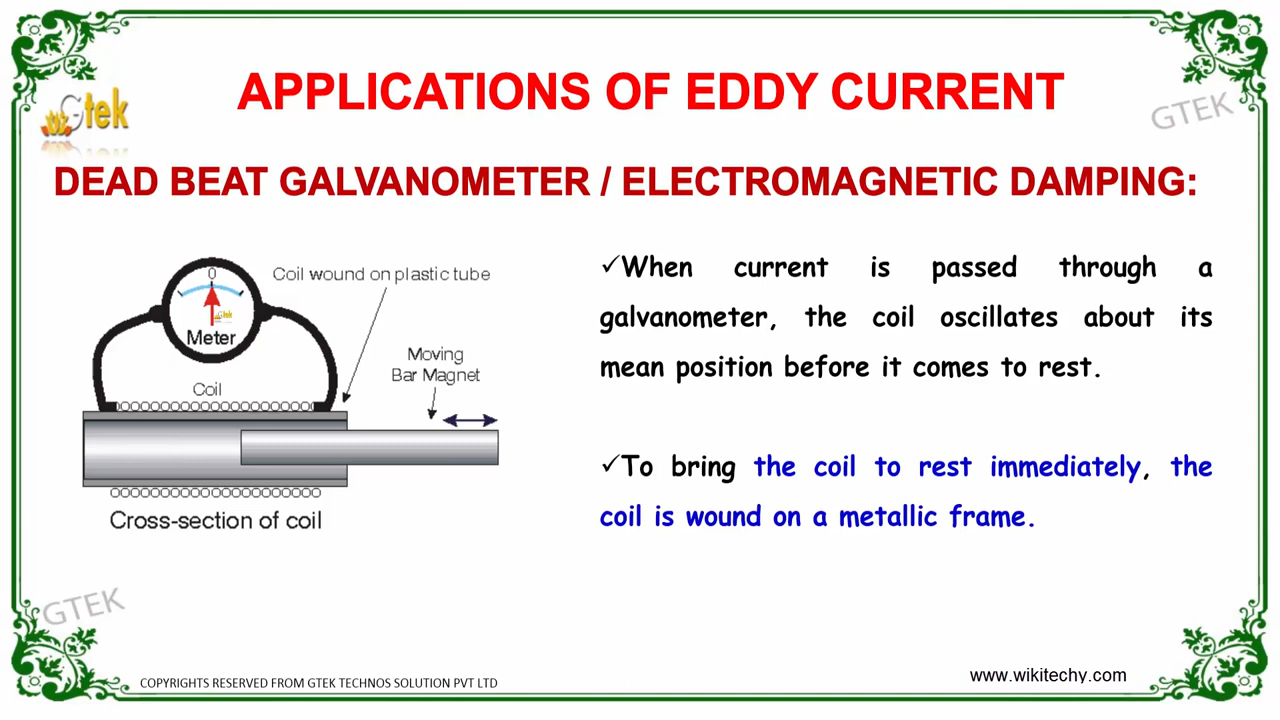 APPLICATIONS OF EDDY CURRENT
Gtek
GTEK
DEAD BEAT GALVANOMETER / ELECTROMAGNETIC DAMPING:
0
Gtek
Meter
Coil wound on plastic tube
Moving
Bar Magnet
Coil
Cross-section of coil
✓When current is passed through a
galvanometer, the coil oscillates about its
mean position before it comes to rest.
✓To bring the coil to rest immediately, the
coil is wound on a metallic frame.
GTEK
COPYRIGHTS RESERVED FROM GTEK TECHNOS SOLUTION PVT LTD
www.wikitechy.com